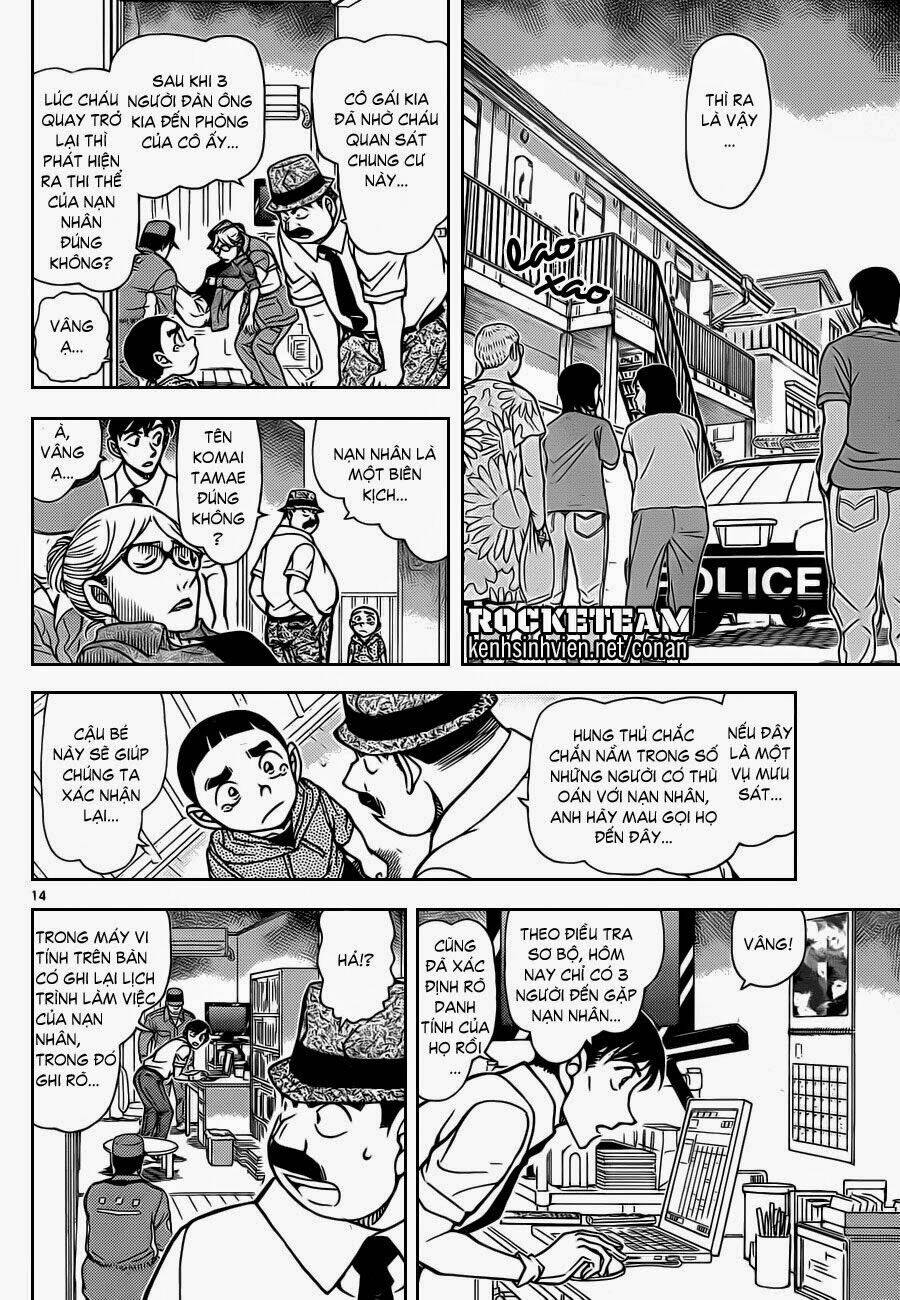 THÌ RA
LÀ VẬY
...
LAO
XAO
POLICE
ROCKETEAM
kenhsinhvien.net/conan
CÔ GÁI KIA
ĐÃ NHỜ CHÁU
QUAN SÁT
CHUNG CƯ
NÀY...
SAU KHI 3
NGƯỜI ĐÀN ÔNG
KIA ĐẾN PHÒNG
CỦA CÔ ẤY...
LÚC CHÁU
QUAY TRỞ
LẠI THÌ
PHÁT HIỆN
RA THI THỂ
CỦA NẠN
NHÂN
ĐÚNG
KHÔNG?
VÂNG
Ạ...
NẠN NHÂN LÀ
MỘT BIÊN
KỊCH...
TÊN
KOMAI
TAMAE
ĐÚNG
KHÔNG
?
À,
VÂNG
Ạ...
NẾU ĐÂY
LÀ MỘT
VỤ MƯU
SÁT...
HUNG THỦ CHẮC
CHẮN NẰM TRONG SỐ
NHỮNG NGƯỜI CÓ THÙ
OÁN VỚI NẠN NHÂN,
ANH HÃY MAU GỌI HỌ
ĐẾN ĐÂY...
CẬU BÉ
NÀY SẼ GIÚP
CHÚNG TA
XÁC NHẬN
LẠI...
14
VÂNG!
THEO ĐIỀU TRA
SƠ BỘ, HÔM
NAY CHỈ CÓ 3
NGƯỜI ĐẾN GẶP
NẠN NHÂN...
CŨNG
ĐÃ XÁC
ĐỊNH RÕ
DANH
TÍNH CỦA
HỌ RỒI
...
HẢ!?
TRONG MÁY VI
TÍNH TRÊN BÀN
CÓ GHI LẠI LỊCH
TRÌNH LÀM VIỆC
CỦA NẠN
NHÂN,
TRONG ĐÓ
GHI RÕ...